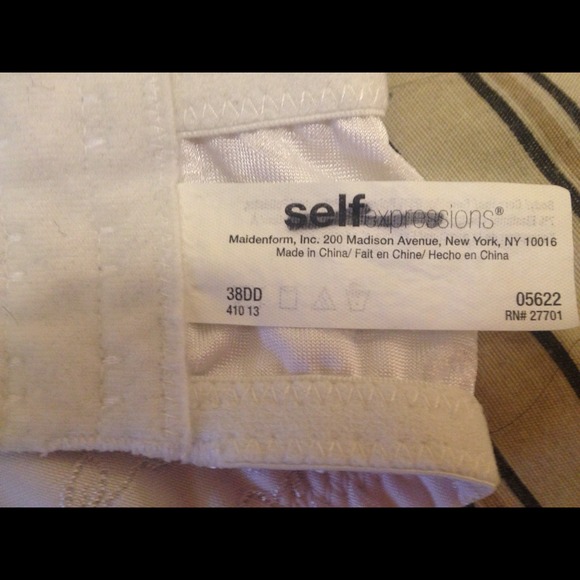 selfexpressions®
Maidenform, Inc. 200 Madison Avenue, New York, NY 10016
Made in China/ Fait en Chine/ Hecho en China
38DD
410 13
05622
RN# 27701